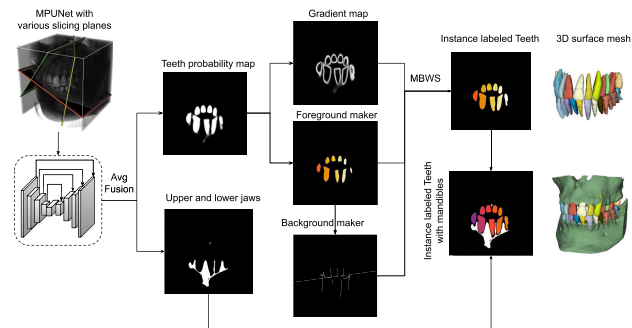 MPUNet with
various slicing planes
Avg
Fusion
Teeth probability map
Upper and lower jaws
Gradient map
Foreground maker
Background maker
MBWS
Instance labeled Teeth
Instance labeled Teeth
with mandibles
3D surface mesh